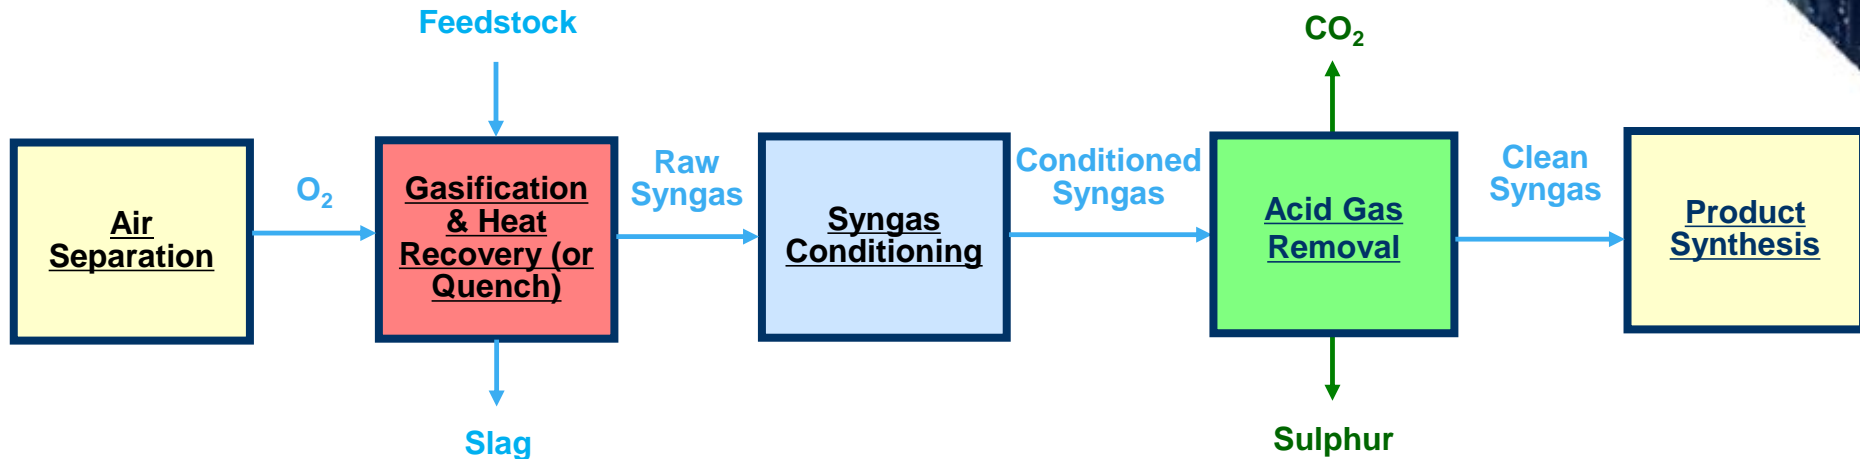 Feedstock
CO₂
Air
Separation
O₂
Gasification
& Heat
Recovery (or
Quench)
Raw
Syngas
Syngas
Conditioning
Conditioned
Syngas
Acid Gas
Removal
Clean
Syngas
Product
Synthesis
Slag
Sulphur